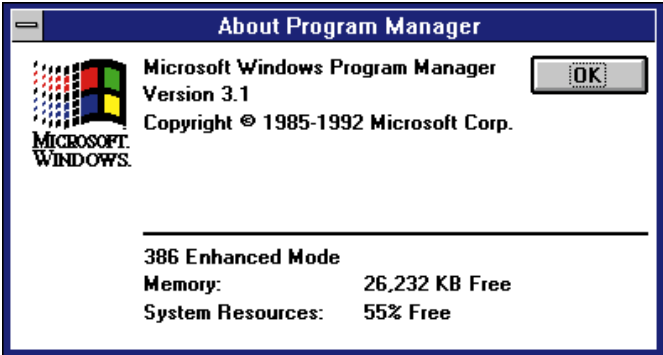 About Program Manager
Microsoft Windows Program Manager
OK
Version 3.1
Copyright © 1985-1992 Microsoft Corp.
MICROSOFT.
WINDOWS.
386 Enhanced Mode
Memory: 26,232 KB Free
System Resources: 55% Free